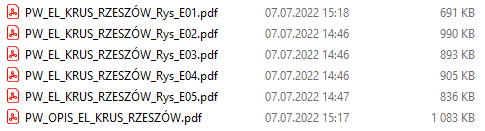 PW_EL_KRUS_RZESZÓW_Rys_E01.pdf 07.07.2022 15:18 691 KB
PW_EL_KRUS_RZESZÓW_Rys_E02.pdf 07.07.2022 14:46 990 KB
PW_EL_KRUS_RZESZÓW_Rys_E03.pdf 07.07.2022 14:46 893 KB
PW_EL_KRUS_RZESZÓW_Rys_E04.pdf 07.07.2022 14:46 905 KB
PW_EL_KRUS_RZESZÓW_Rys_E05.pdf 07.07.2022 14:47 836 KB
PW_OPIS_EL_KRUS_RZESZÓW.pdf 07.07.2022 15:17 1 083 KB